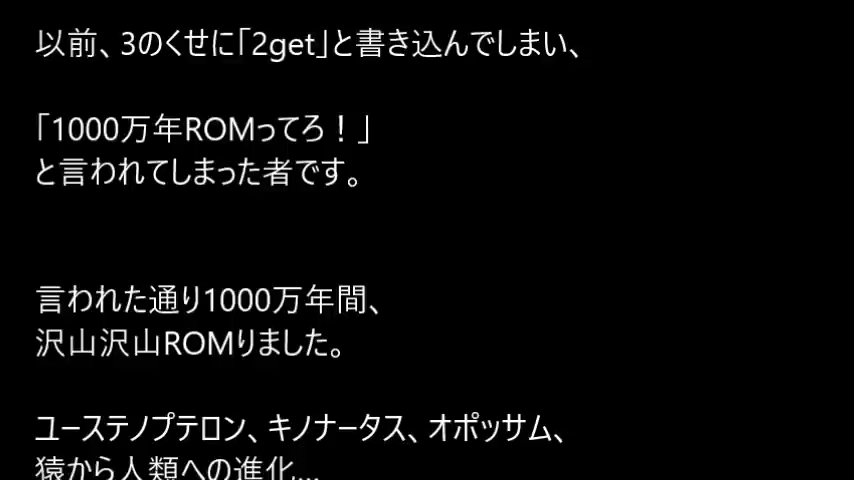 以前、3のくせに「2get」と書き込んでしまい、
「1000万年ROMってろ！」
と言われてしまった者です。
言われた通り1000万年間、
沢山沢山ROMりました。
ユーステノプテロン、キノナータス、オポッサム、
猿から人類への進化...